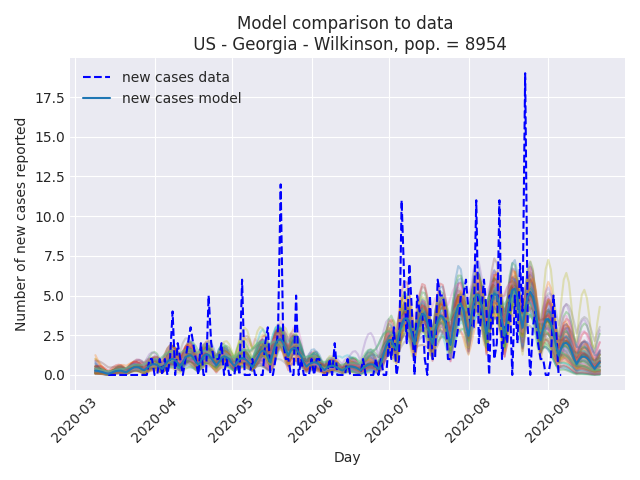 Model comparison to data
US - Georgia - Wilkinson, pop. = 8954
new cases data
new cases model
Number of new cases reported
17.5
15.0
12.5
10.0
7.5
5.0
2.5
0.0
2020-03
2020-04
2020-05
2020-06
2020-07
2020-08
2020-09
Day